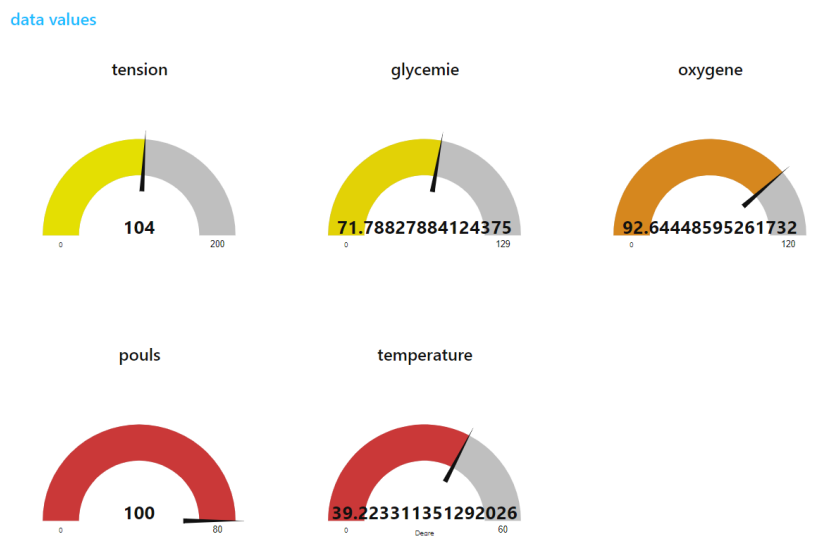 data values
tension
glycemie
oxygene
104
71.78827884124375
92.64448595261732
0
200
0
129
0
120
pouls
temperature
100
39.223311351292026
0
80
0
Degre
60